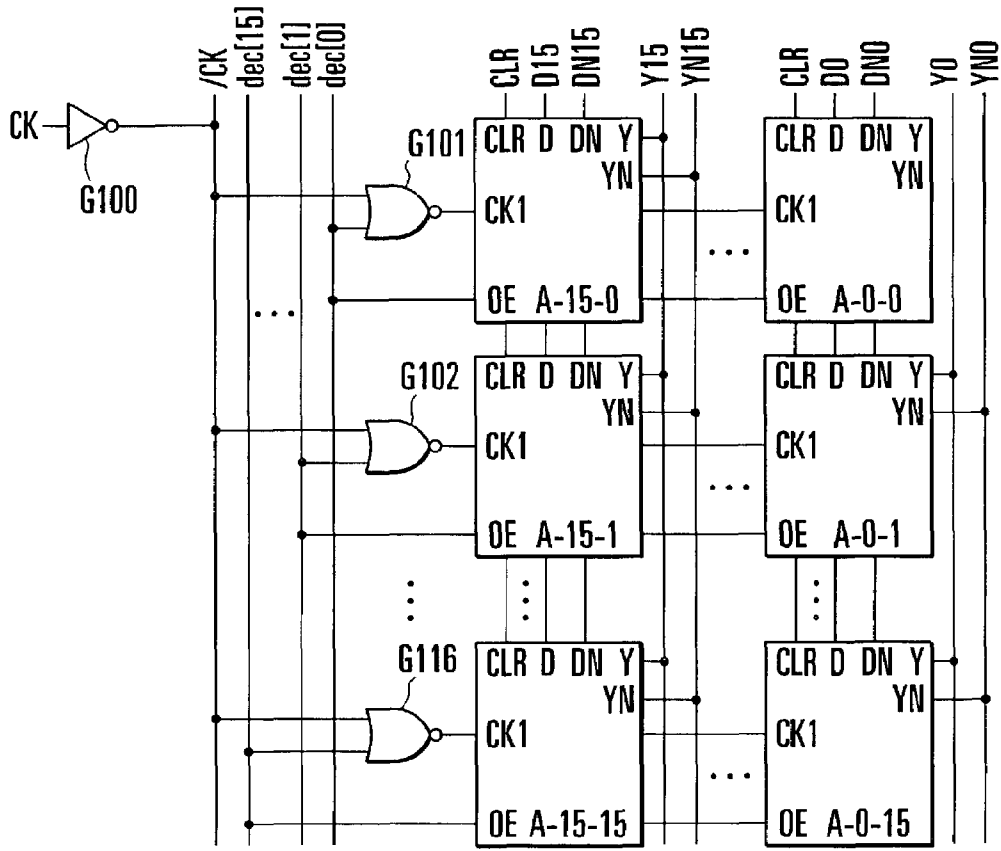 /CK dec[15] dec[1] dec[0] CLR D15 DN15 Y15 YN15 CLR D0 DN0 Y0 YN0
CK
G100
G101
CLR D DN Y
YN
CK1
OE A-15-0
CLR D DN Y
YN
CK1
OE A-0-0
G102
CLR D DN Y
YN
CK1
OE A-15-1
CLR D DN Y
YN
CK1
OE A-0-1
G116
CLR D DN Y
YN
CK1
OE A-15-15
CLR D DN Y
YN
CK1
OE A-0-15